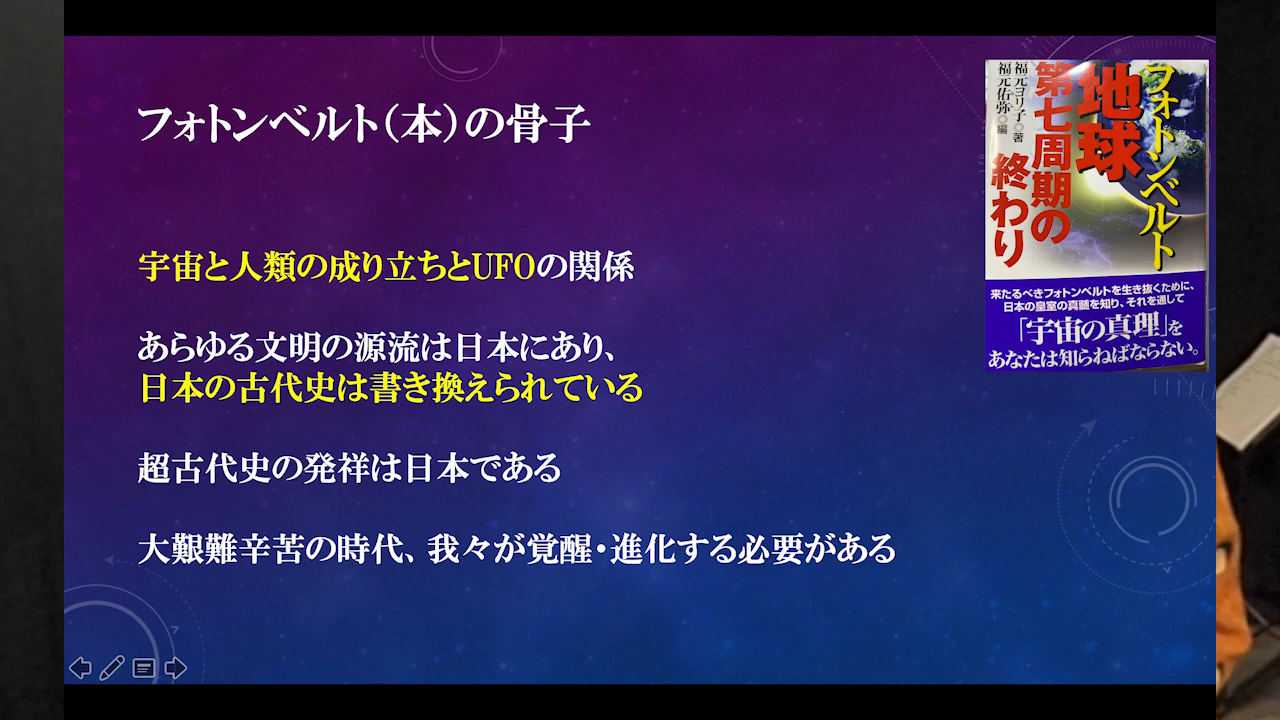 フォトンベルト（本）の骨子
宇宙と人類の成り立ちとUFOの関係
あらゆる文明の源流は日本にあり、
日本の古代史は書き換えられている
超古代史の発祥は日本である
大艱難辛苦の時代、我々が覚醒・進化する必要がある
フォトンベルト
地球
第七周期の
終わり
福元ヨリ子◎著
福元佑弥◎編
来たるべきフォトンベルトを生き抜くために、
日本の皇室の真髄を知り、それを通して
「宇宙の真理」を
あなたは知らねばならない。